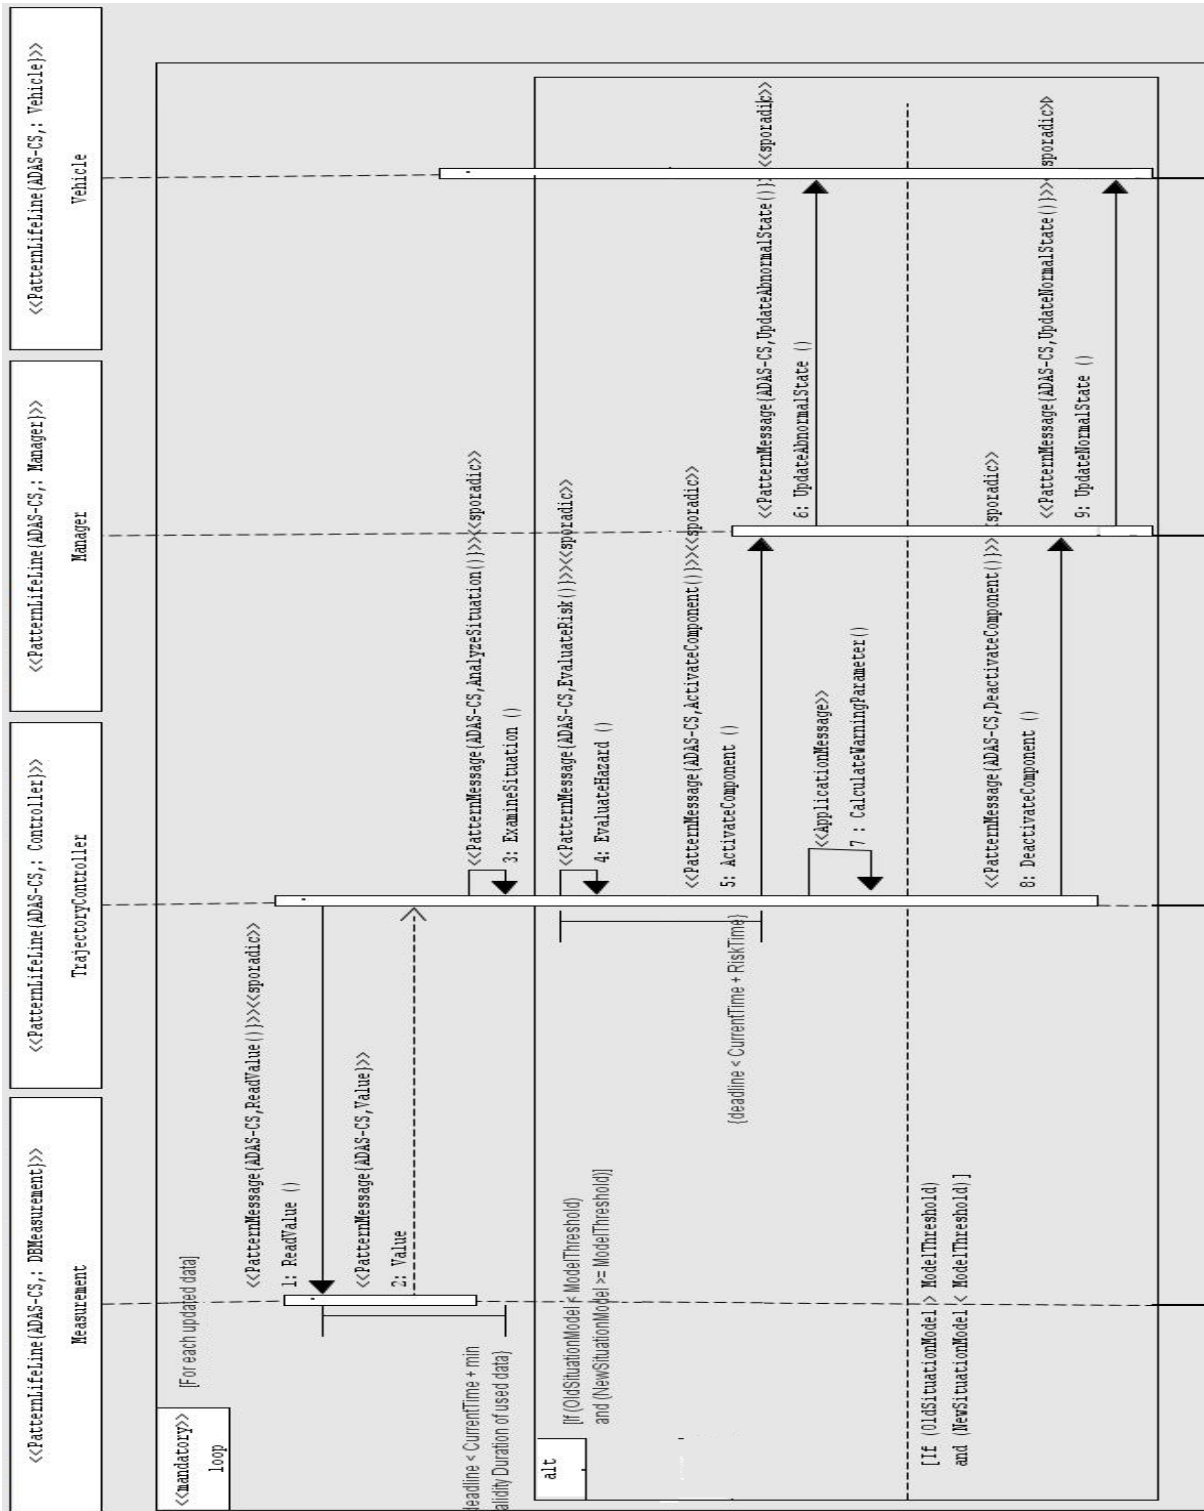 <<PatternLifeLine{ADAS-CS,: DBMeasurement}>>
Measurement
<<PatternLifeLine{ADAS-CS,: Controller}>>
TrajectoryController
<<PatternLifeLine{ADAS-CS,: Manager}>>
Manager
<<PatternLifeLine{ADAS-CS,: Vehicle}>>
Vehicle
<<mandatory>>
loop
[For each updated data]
<<PatternMessage{ADAS-CS,ReadValue()}>><<sporadic>>
1: ReadValue ()
<<PatternMessage{ADAS-CS,Value}>>
2: Value
{deadline < CurrentTime + min
alidity Duration of used data}
<<PatternMessage{ADAS-CS,AnalyzeSituation()}>><<sporadic>>
3: ExamineSituation ()
alt
[If (OldSituationModel < ModelThreshold)
and (NewSituationModel >= ModelThreshold)]
<<PatternMessage{ADAS-CS,EvaluateRisk()}>><<sporadic>>
4: EvaluateHazard ()
{deadline < CurrentTime + RiskTime}
<<PatternMessage{ADAS-CS,ActivateComponent()}>><<sporadic>>
5: ActivateComponent ()
<<PatternMessage{ADAS-CS,UpdateAbnormalState()}> <<sporadic>>
6: UpdateAbnormalState ()
<<ApplicationMessage>>
7 : CalculateWarningParameter()
[If (OldSituationModel > ModelThreshold)
and (NewSituationModel < ModelThreshold)]
<<PatternMessage{ADAS-CS,DeactivateComponent()}>> <sporadic>>
8: DeactivateComponent ()
<<PatternMessage{ADAS-CS,UpdateNormalState()}>> <sporadic>>
9: UpdateNormalState ()